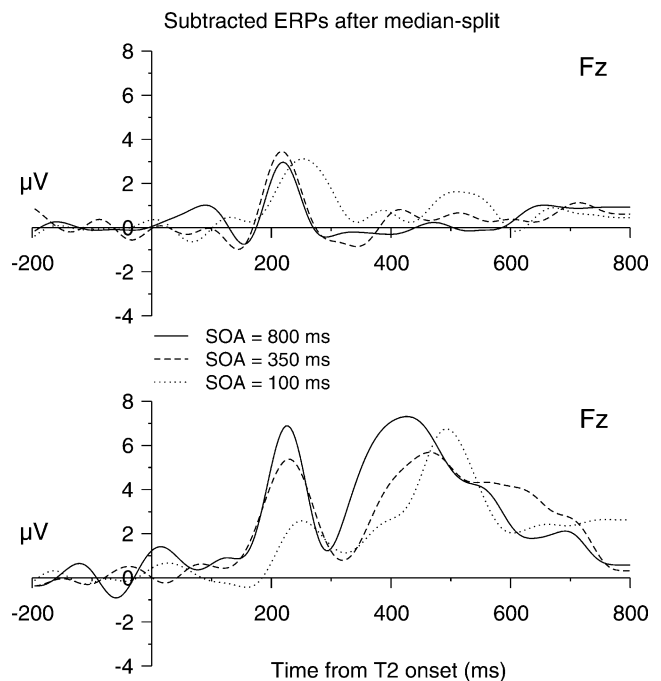 Subtracted ERPs after median-split
8
Fz
6
4
2
µV
0
-200 200 400 600 800
-2
-4
SOA = 800 ms
SOA = 350 ms
SOA = 100 ms
8
Fz
6
4
2
µV
0
-200 200 400 600 800
-2
-4
Time from T2 onset (ms)